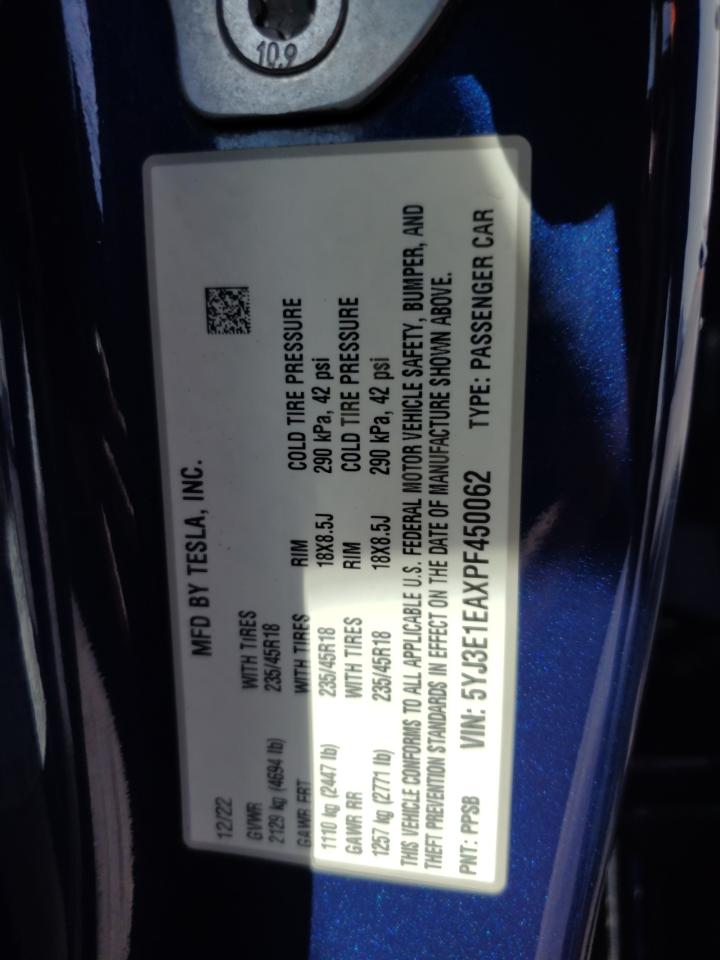 10.9
MFD BY TESLA, INC.
12/22
GVWR WITH TIRES
2129 kg (4694 lb) 235/45R18
GAWR FRT WITH TIRES RIM COLD TIRE PRESSURE
1110 kg (2447 lb) 235/45R18 18X8.5J 290 kPa, 42 psi
GAWR RR WITH TIRES RIM COLD TIRE PRESSURE
1257 kg (2771 lb) 235/45R18 18X8.5J 290 kPa, 42 psi
THIS VEHICLE CONFORMS TO ALL APPLICABLE U.S. FEDERAL MOTOR VEHICLE SAFETY, BUMPER, AND
THEFT PREVENTION STANDARDS IN EFFECT ON THE DATE OF MANUFACTURE SHOWN ABOVE.
PNT: PPSB VIN: 5YJ3E1EAXPF450062 TYPE: PASSENGER CAR